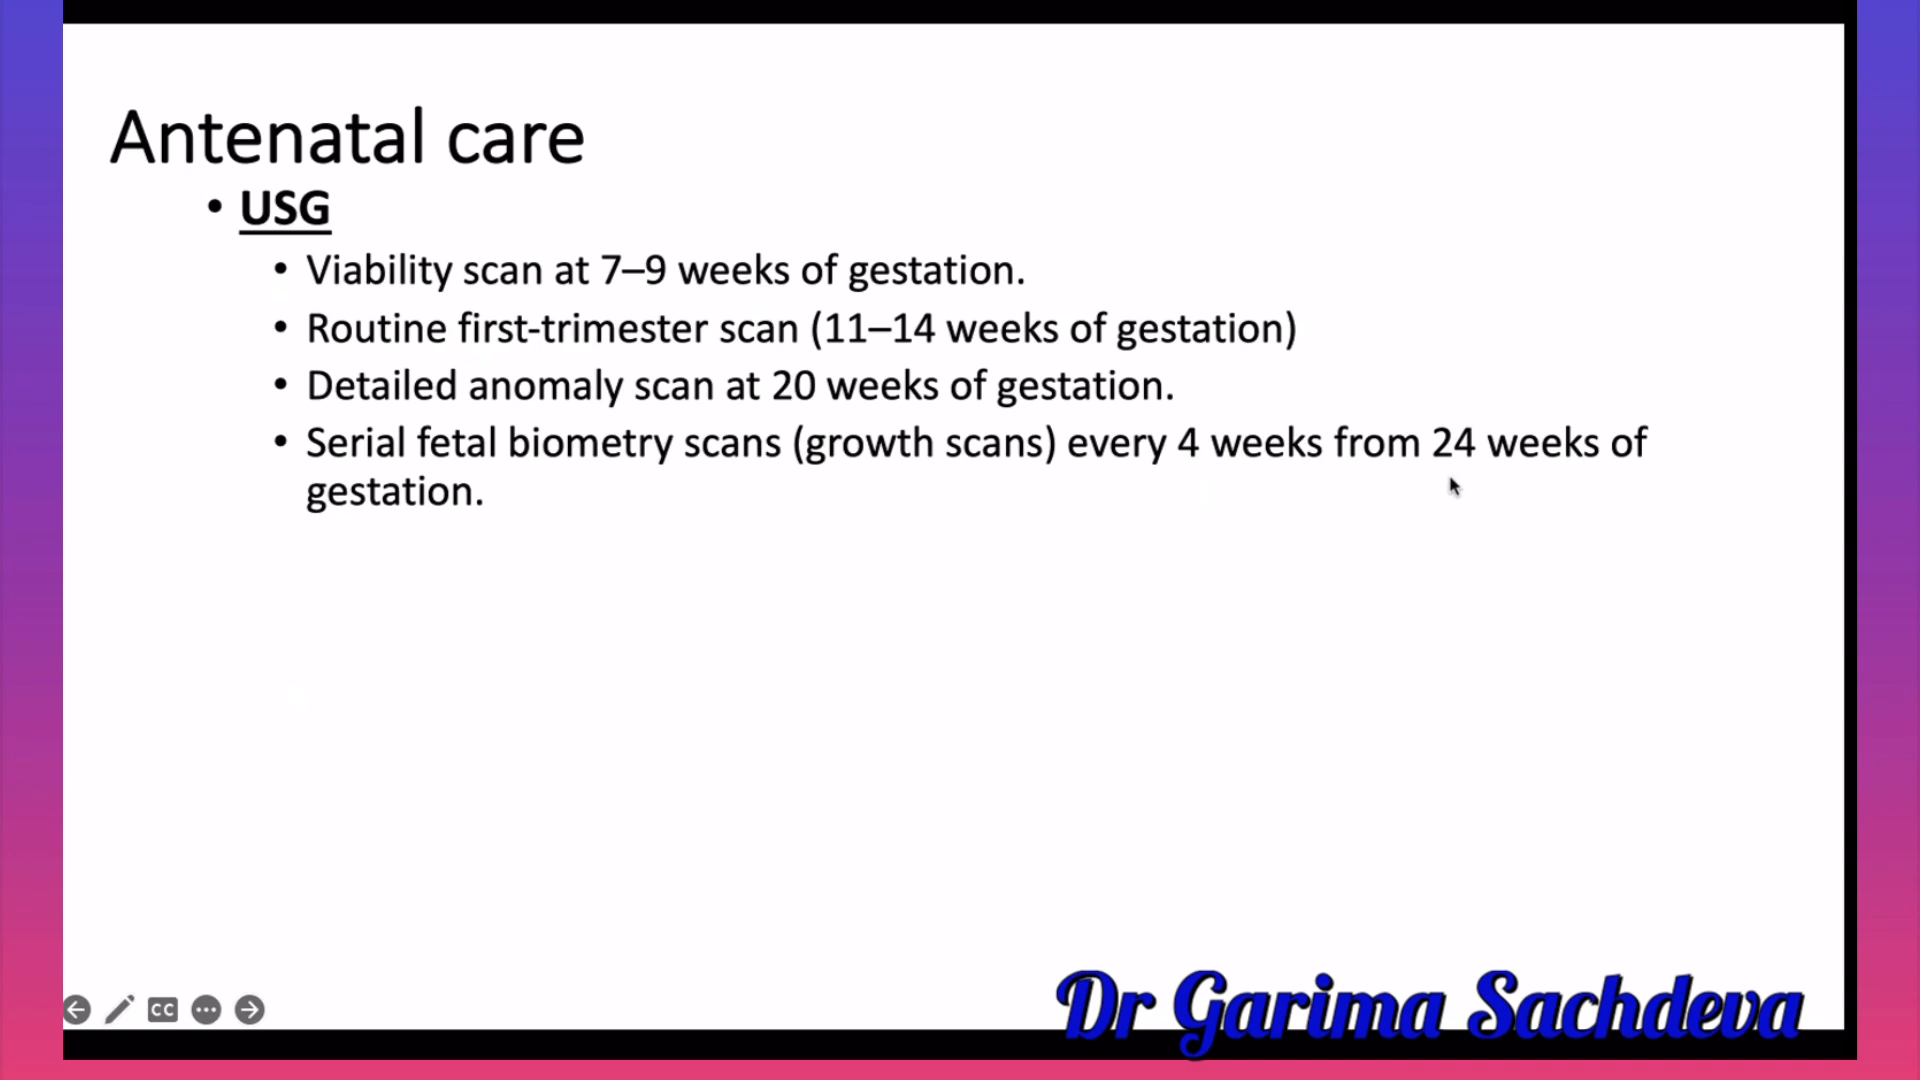 Antenatal care
• USG
• Viability scan at 7–9 weeks of gestation.
• Routine first-trimester scan (11–14 weeks of gestation)
• Detailed anomaly scan at 20 weeks of gestation.
• Serial fetal biometry scans (growth scans) every 4 weeks from 24 weeks of
gestation.
CC
Dr Garima Sachdeva